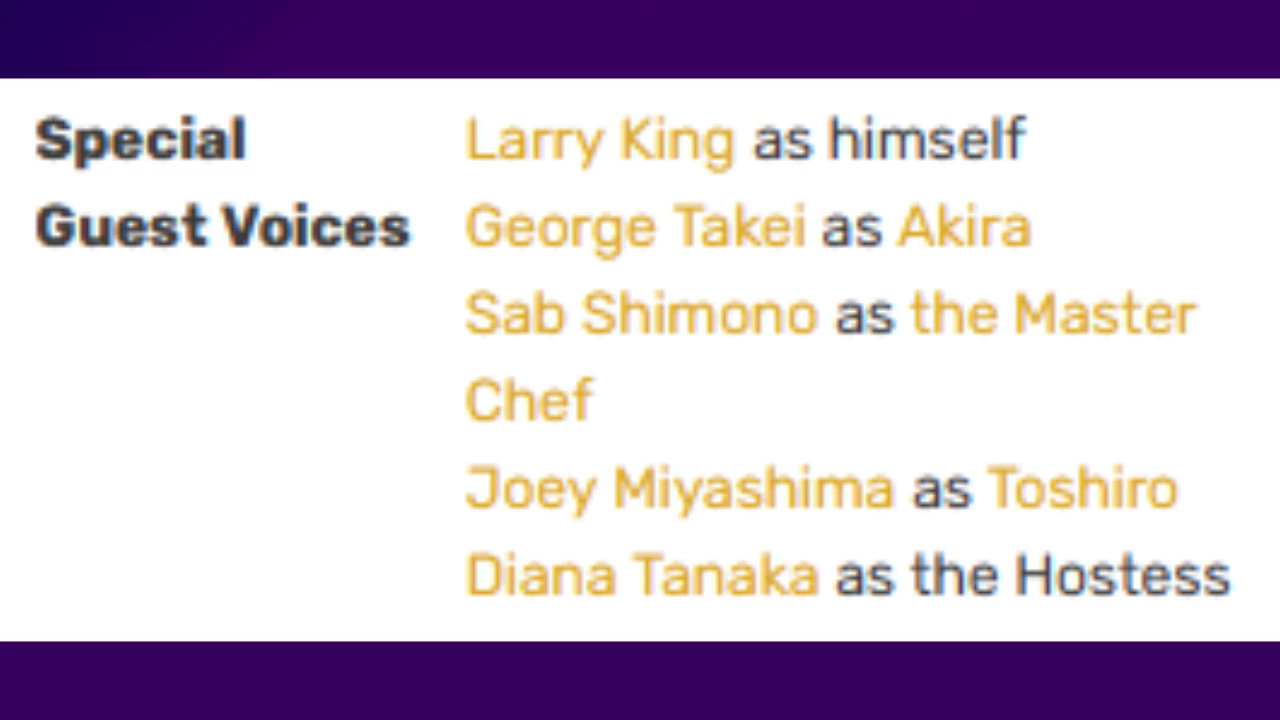 Special
Guest Voices
Larry King as himself
George Takei as Akira
Sab Shimono as the Master
Chef
Joey Miyashima as Toshiro
Diana Tanaka as the Hostess